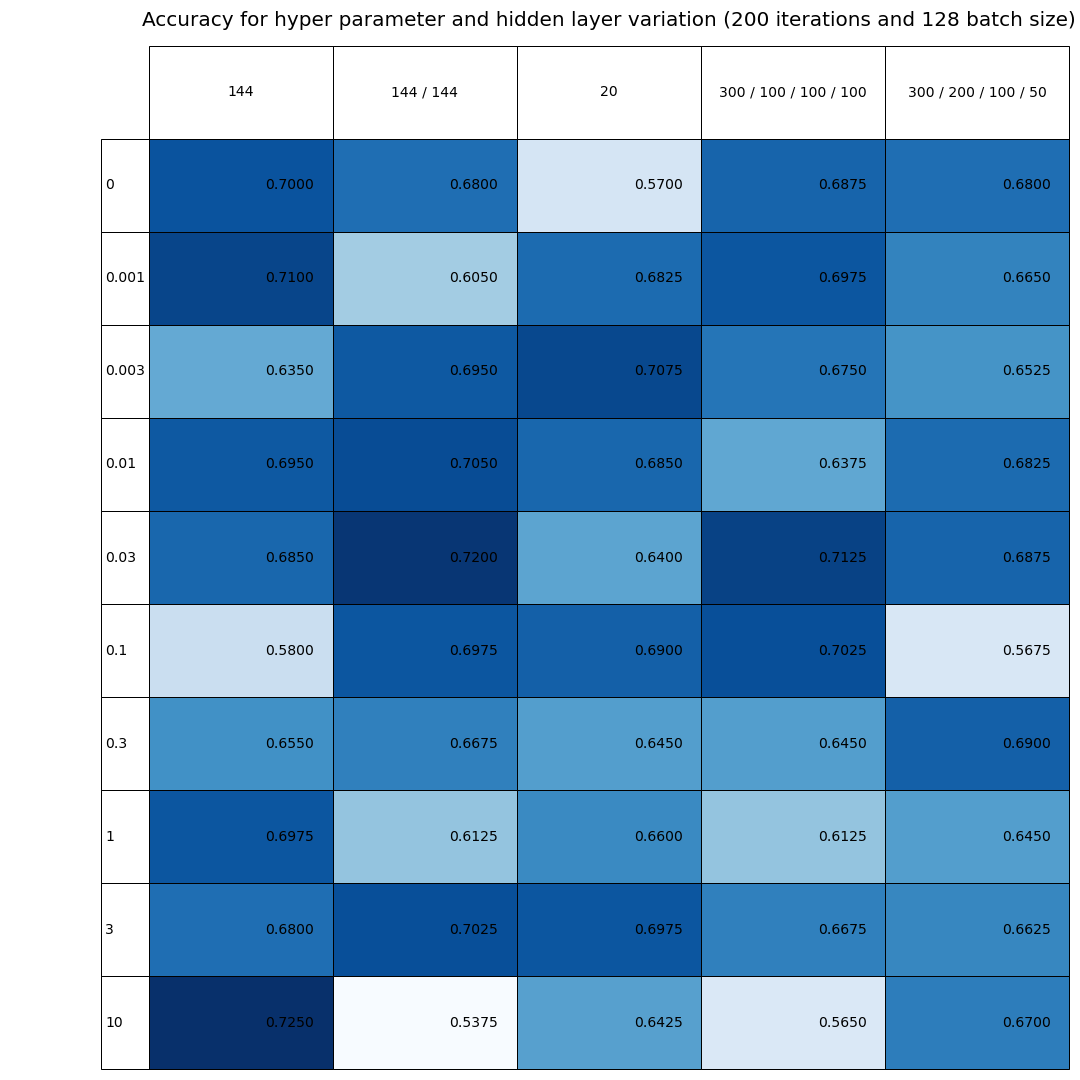 Accuracy for hyper parameter and hidden layer variation (200 iterations and 128 batch size)
144 144 / 144 20 300 / 100 / 100 / 100 300 / 200 / 100 / 50
0 0.7000 0.6800 0.5700 0.6875 0.6800
0.001 0.7100 0.6050 0.6825 0.6975 0.6650
0.003 0.6350 0.6950 0.7075 0.6750 0.6525
0.01 0.6950 0.7050 0.6850 0.6375 0.6825
0.03 0.6850 0.7200 0.6400 0.7125 0.6875
0.1 0.5800 0.6975 0.6900 0.7025 0.5675
0.3 0.6550 0.6675 0.6450 0.6450 0.6900
1 0.6975 0.6125 0.6600 0.6125 0.6450
3 0.6800 0.7025 0.6975 0.6675 0.6625
10 0.7250 0.5375 0.6425 0.5650 0.6700